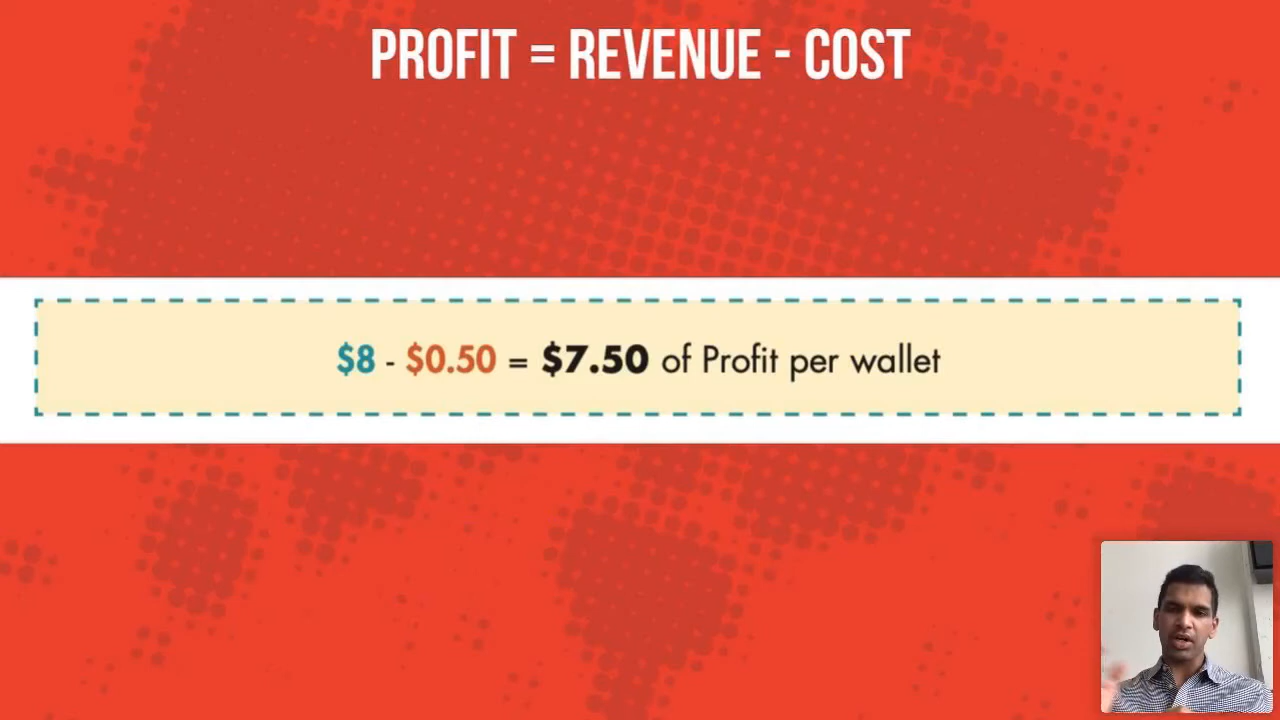 PROFIT = REVENUE - COST
$8 - $0.50 = $7.50 of Profit per wallet